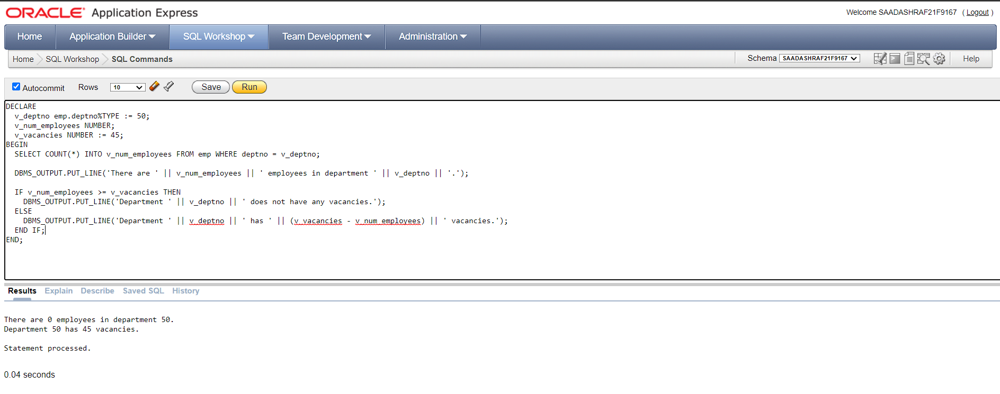 ORACLE Application Express
Welcome SAADASHRAF21F9167 ( Logout )
Home Application Builder SQL Workshop Team Development Administration
Home SQL Workshop SQL Commands Schema SAADASHRAF21F9167 Help
Autocommit Rows 10 Save Run
DECLARE
  v_deptno emp.deptno%TYPE := 50;
  v_num_employees NUMBER;
  v_vacancies NUMBER := 45;
BEGIN
  SELECT COUNT(*) INTO v_num_employees FROM emp WHERE deptno = v_deptno;
  DBMS_OUTPUT.PUT_LINE('There are ' || v_num_employees || ' employees in department ' || v_deptno || '.');
  IF v_num_employees >= v_vacancies THEN
    DBMS_OUTPUT.PUT_LINE('Department ' || v_deptno || ' does not have any vacancies.');
  ELSE
    DBMS_OUTPUT.PUT_LINE('Department ' || v_deptno || ' has ' || (v_vacancies - v_num_employees) || ' vacancies.');
  END IF;
END;
Results Explain Describe Saved SQL History
There are 0 employees in department 50.
Department 50 has 45 vacancies.
Statement processed.
0.04 seconds